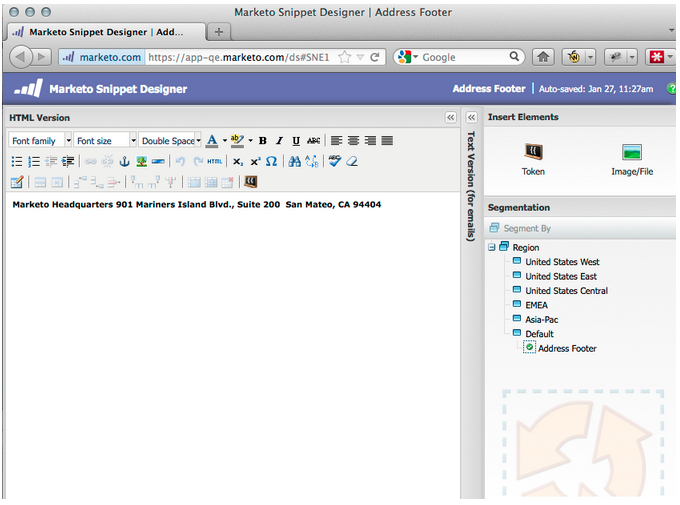 Marketo Snippet Designer | Address Footer
Marketo Snippet Designer | Add...
marketo.com https://app-qe.marketo.com/ds#SNE1
Google
Marketo Snippet Designer
Address Footer
Auto-saved: Jan 27, 11:27am
?
HTML Version
Font family
Font size
Double Space
A
ab
B
I
U
ABC
HTML
X₂
X²
Ω
Marketo Headquarters 901 Mariners Island Blvd., Suite 200  San Mateo, CA 94404
Text Version (for emails)
Insert Elements
Token
Image/File
Segmentation
Segment By
Region
United States West
United States East
United States Central
EMEA
Asia-Pac
Default
Address Footer